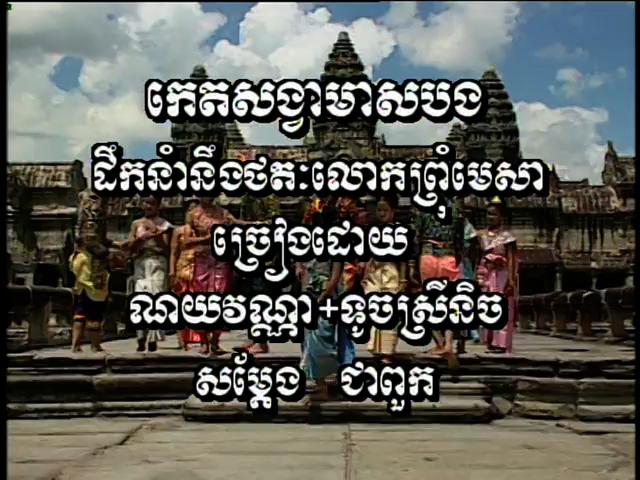 កេតសង្វាមាសបង
ដឹកនាំនឹងថតៈលោកព្រុំមេសា
ច្រៀងដោយ
ណយវណ្ណា+ទូចស្រីនិច
សម្ដែង ជាពួក